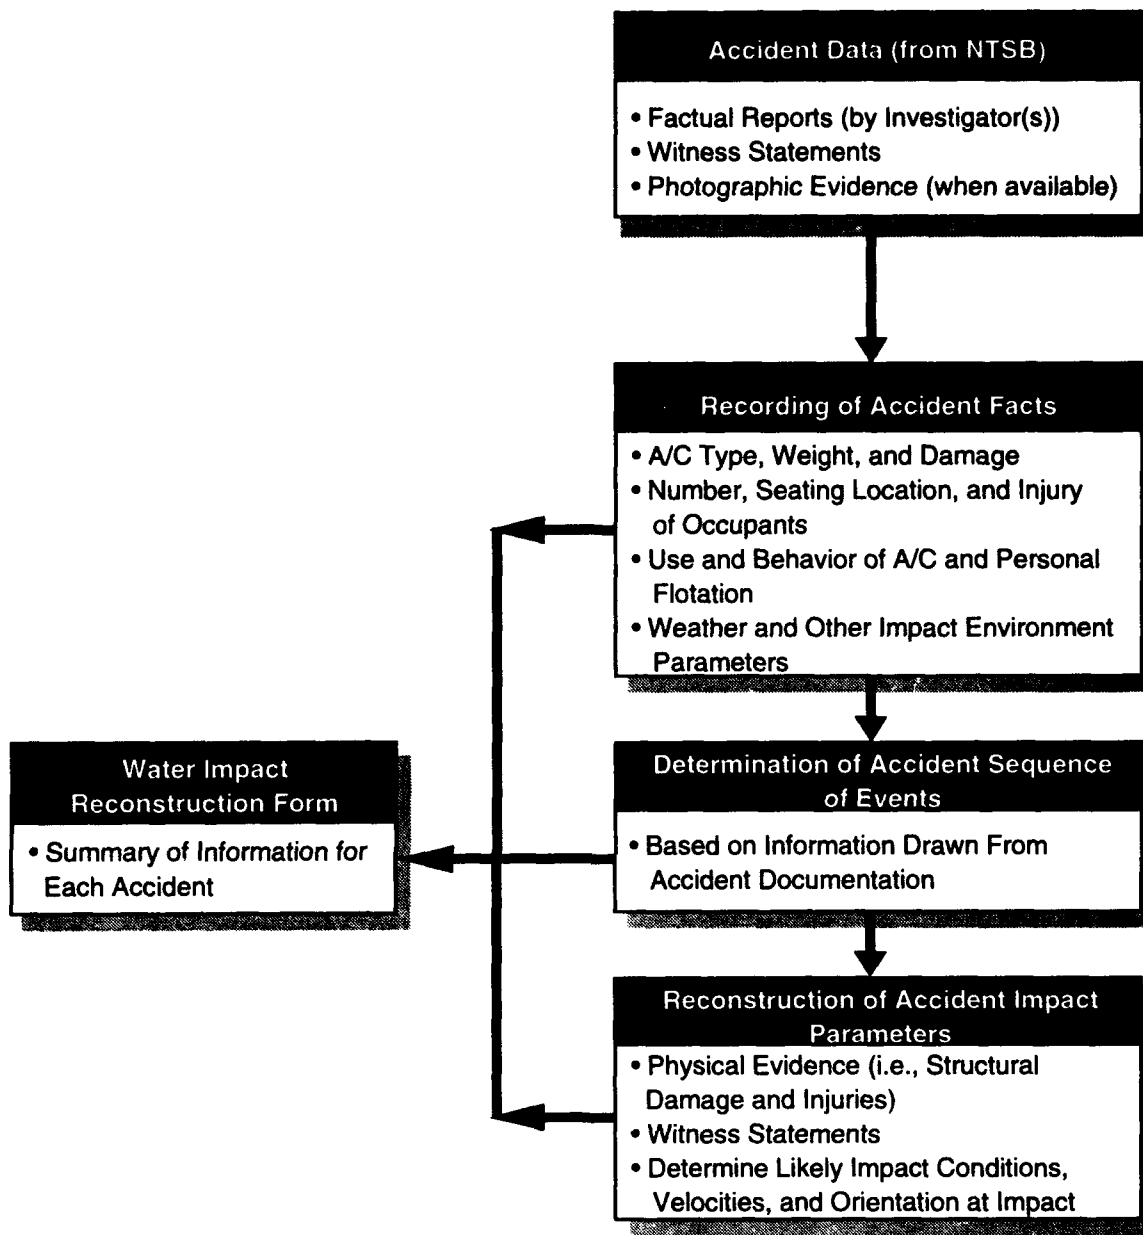 Accident Data (from NTSB)
• Factual Reports (by Investigator(s))
• Witness Statements
• Photographic Evidence (when available)
Recording of Accident Facts
• A/C Type, Weight, and Damage
• Number, Seating Location, and Injury
of Occupants
• Use and Behavior of A/C and Personal
Flotation
• Weather and Other Impact Environment
Parameters
Water Impact
Reconstruction Form
• Summary of Information for
Each Accident
Determination of Accident Sequence
of Events
• Based on Information Drawn From
Accident Documentation
Reconstruction of Accident Impact
Parameters
• Physical Evidence (i.e., Structural
Damage and Injuries)
• Witness Statements
• Determine Likely Impact Conditions,
Velocities, and Orientation at Impact